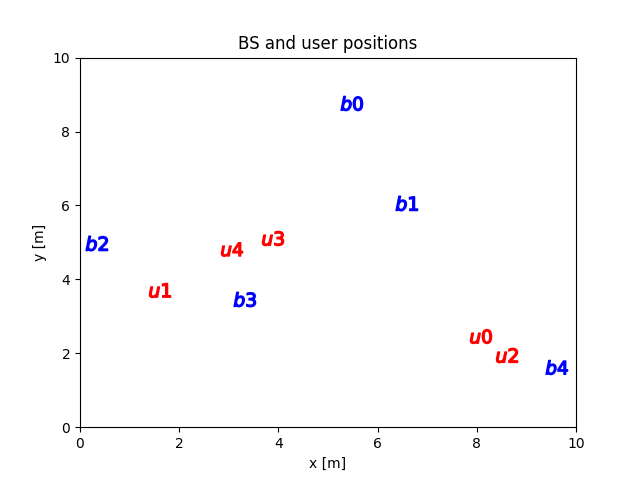 BS and user positions
10
b0
8
6
b1
u3
b2
u4
y [m]
4
u1
b3
u0
2
u2
b4
0
0 2 4 6 8 10
x [m]